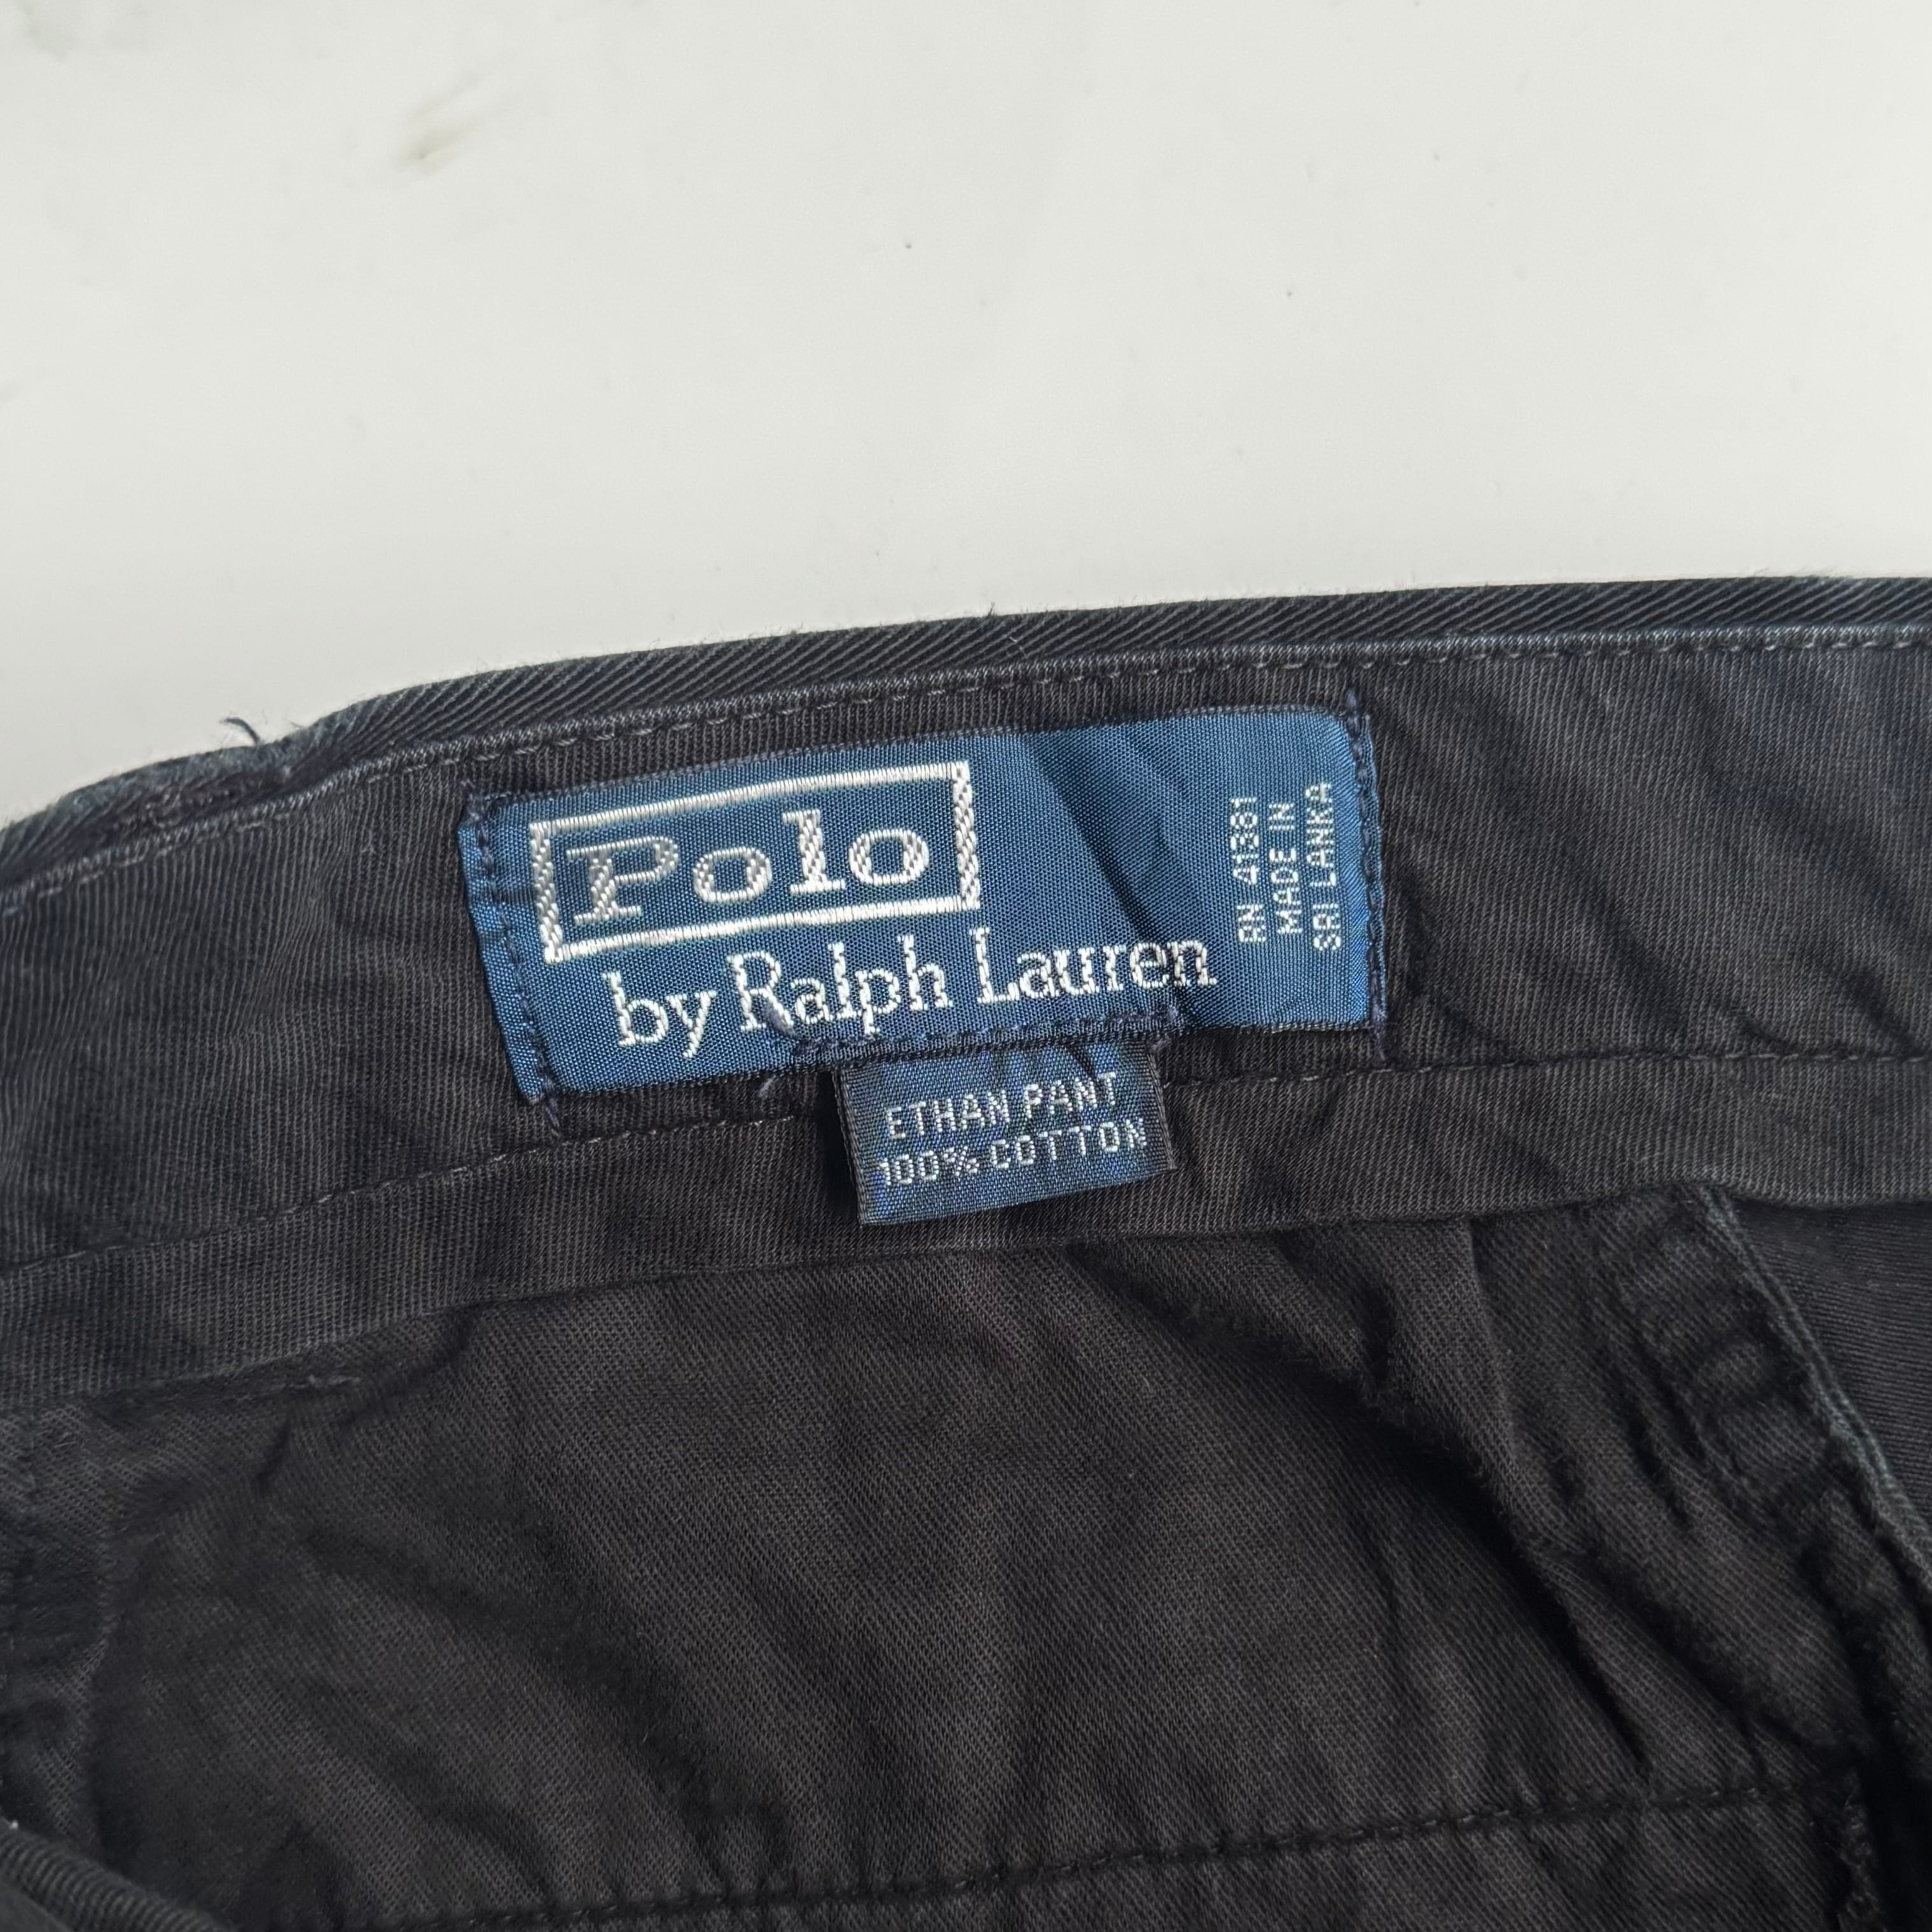 Polo
by Ralph Lauren
RN 41381
MADE IN
SRI LANKA
ETHAN PANT
100% COTTON